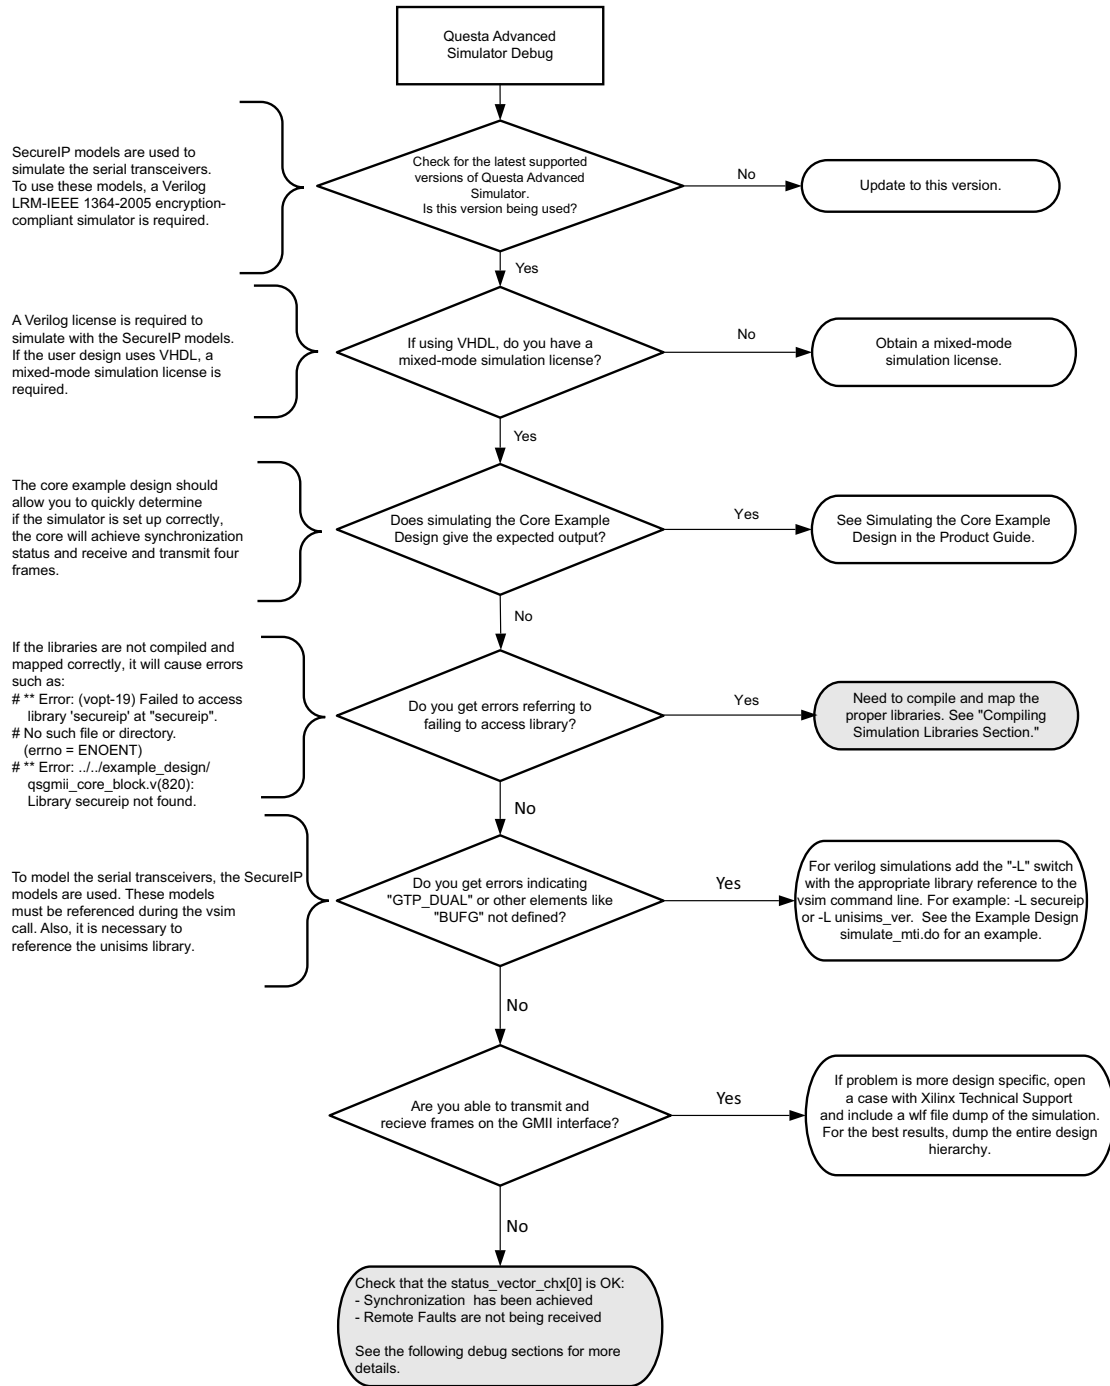 Questa Advanced
Simulator Debug
SecureIP models are used to
simulate the serial transceivers.
To use these models, a Verilog
LRM-IEEE 1364-2005 encryption-
compliant simulator is required.
Check for the latest supported
versions of Questa Advanced
Simulator.
Is this version being used?
No
Update to this version.
Yes
A Verilog license is required to
simulate with the SecureIP models.
If the user design uses VHDL, a
mixed-mode simulation license is
required.
If using VHDL, do you have a
mixed-mode simulation license?
No
Obtain a mixed-mode
simulation license.
Yes
The core example design should
allow you to quickly determine
if the simulator is set up correctly,
the core will achieve synchronization
status and receive and transmit four
frames.
Does simulating the Core Example
Design give the expected output?
Yes
See Simulating the Core Example
Design in the Product Guide.
No
If the libraries are not compiled and
mapped correctly, it will cause errors
such as:
# ** Error: (vopt-19) Failed to access
library 'secureip' at "secureip".
# No such file or directory.
(errno = ENOENT)
# ** Error: ../../example_design/
qsgmii_core_block.v(820):
Library secureip not found.
Do you get errors referring to
failing to access library?
Yes
Need to compile and map the
proper libraries. See "Compiling
Simulation Libraries Section."
No
To model the serial transceivers, the SecureIP
models are used. These models
must be referenced during the vsim
call. Also, it is necessary to
reference the unisims library.
Do you get errors indicating
"GTP_DUAL" or other elements like
"BUFG" not defined?
Yes
For verilog simulations add the "-L" switch
with the appropriate library reference to the
vsim command line. For example: -L secureip
or -L unisims_ver. See the Example Design
simulate_mti.do for an example.
No
Are you able to transmit and
recieve frames on the GMII interface?
Yes
If problem is more design specific, open
a case with Xilinx Technical Support
and include a wlf file dump of the simulation.
For the best results, dump the entire design
hierarchy.
No
Check that the status_vector_chx[0] is OK:
- Synchronization has been achieved
- Remote Faults are not being received
See the following debug sections for more
details.